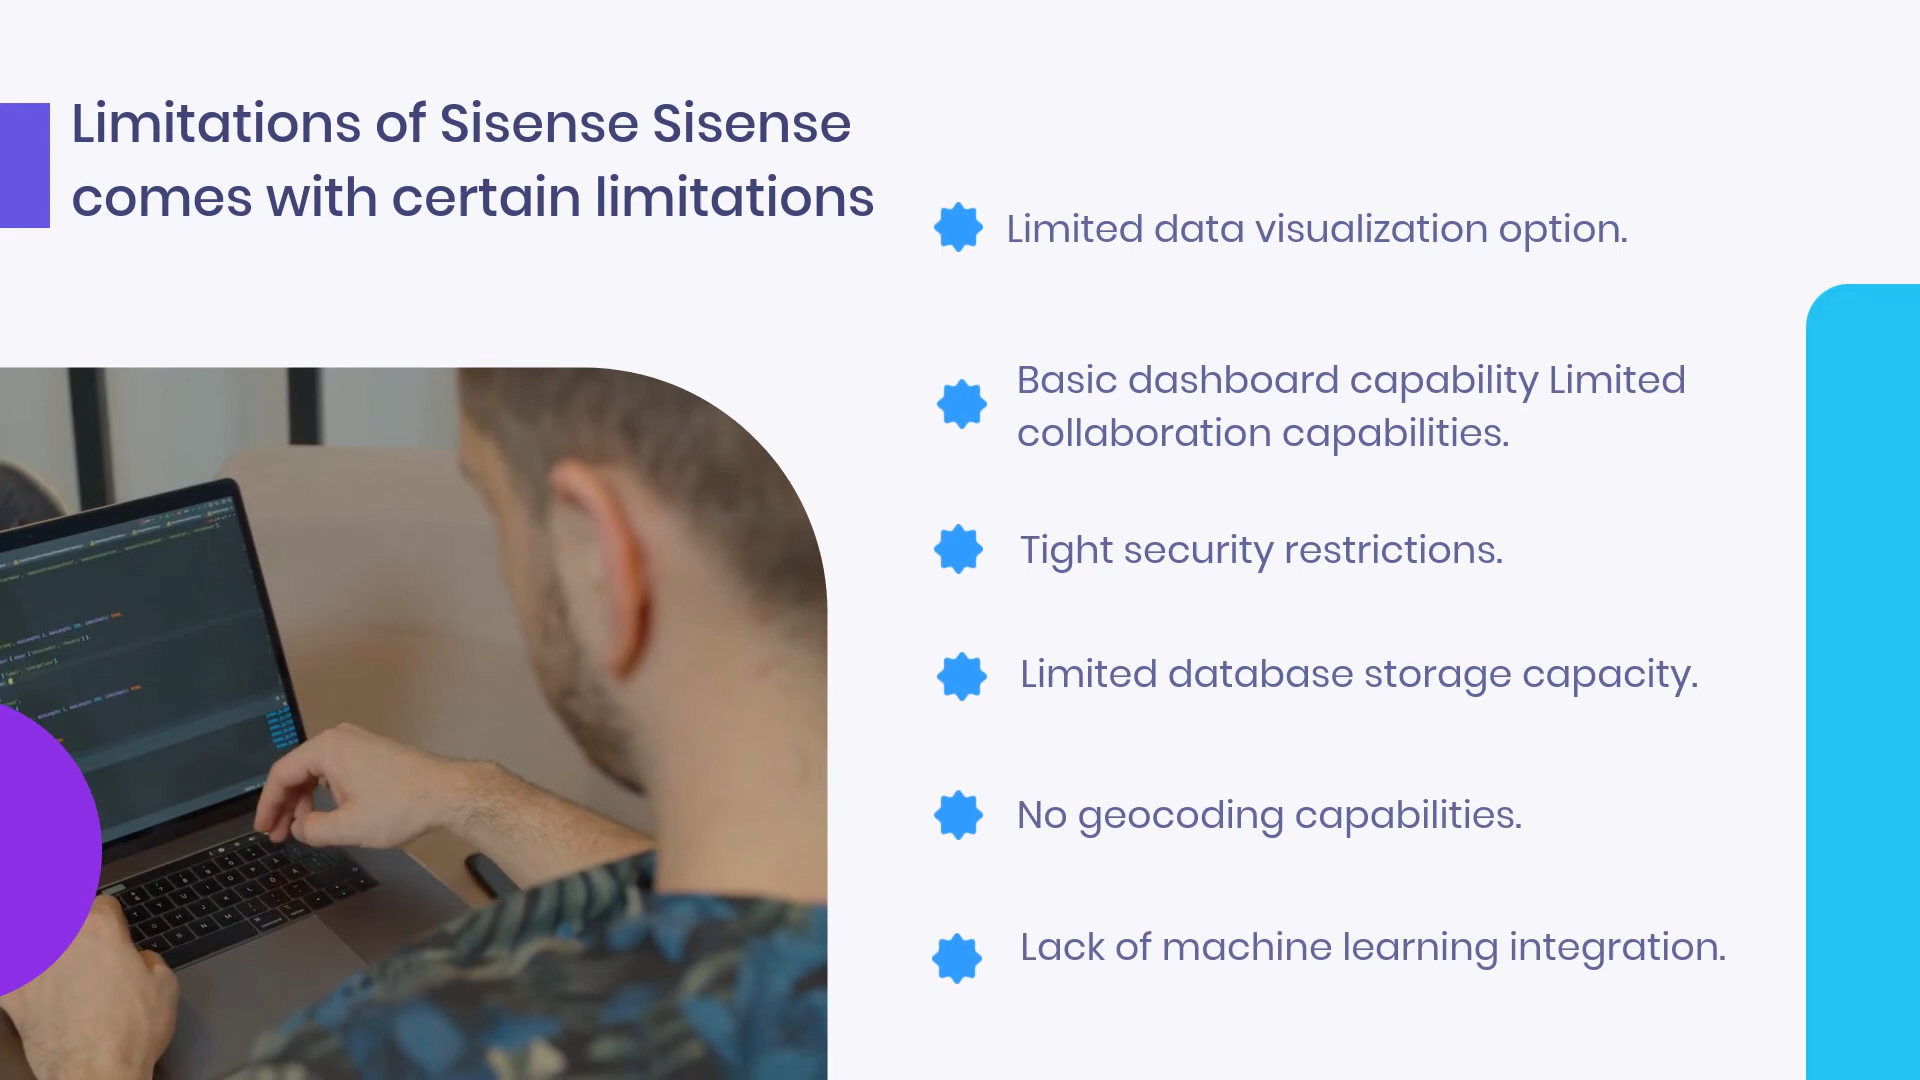 Limitations of Sisense Sisense
comes with certain limitations
Limited data visualization option.
Basic dashboard capability Limited
collaboration capabilities.
Tight security restrictions.
Limited database storage capacity.
No geocoding capabilities.
Lack of machine learning integration.